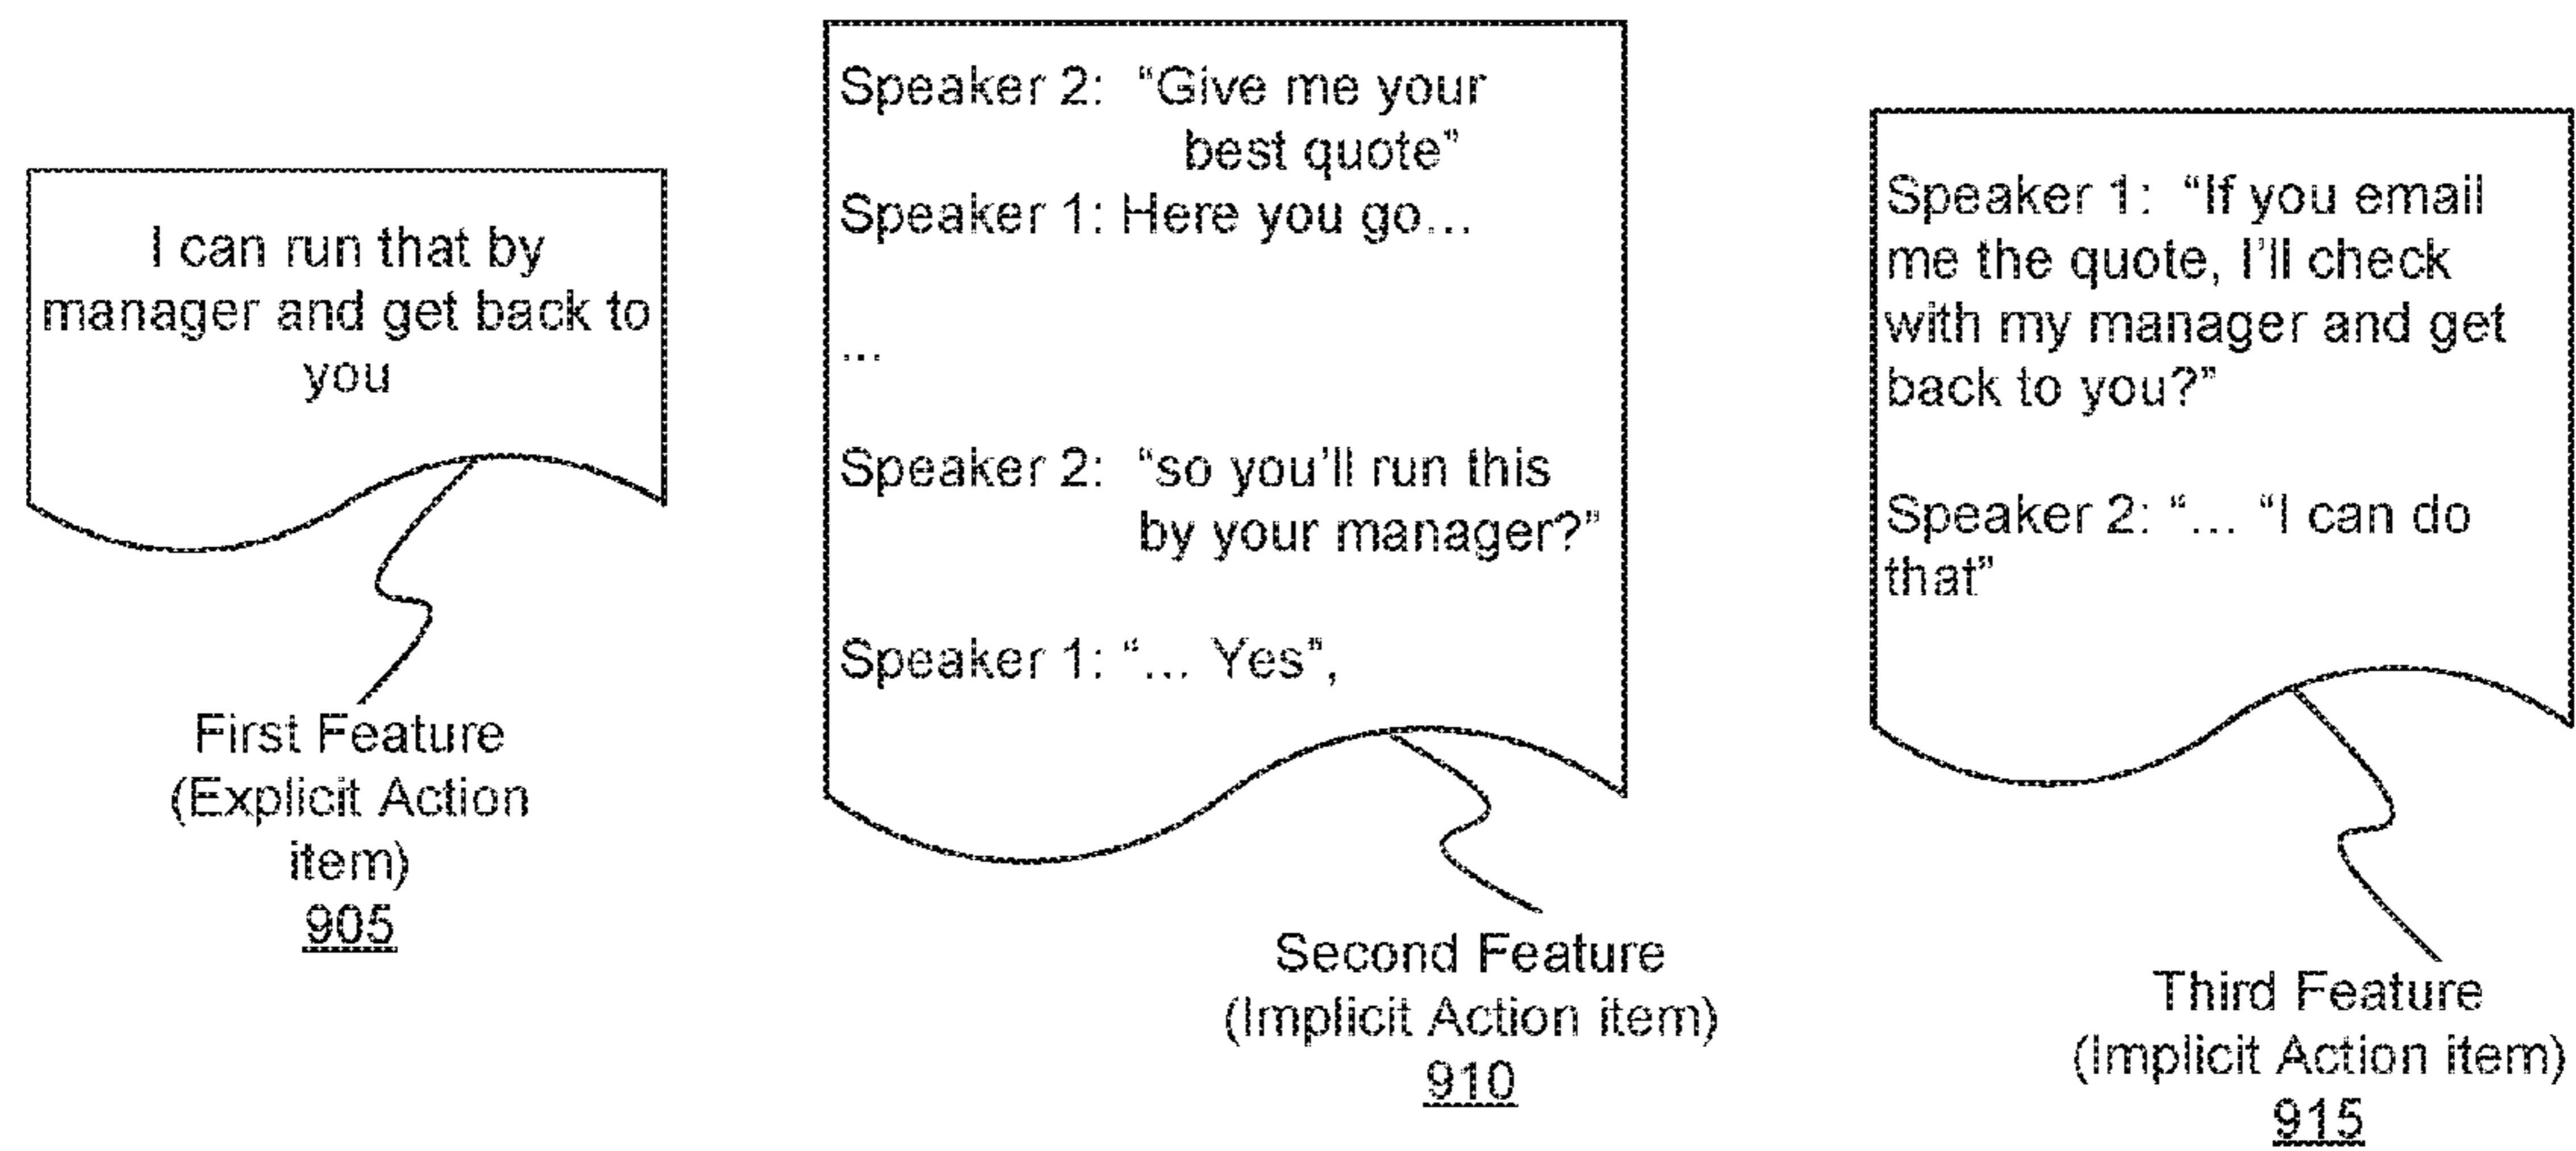 I can run that by
manager and get back to
you
First Feature
(Explicit Action
item)
905
Speaker 2: “Give me your
best quote”
Speaker 1: Here you go...
...
Speaker 2: “so you’ll run this
by your manager?”
Speaker 1: “... Yes”,
Second Feature
(Implicit Action item)
910
Speaker 1: “If you email
me the quote, I’ll check
with my manager and get
back to you?”
Speaker 2: “... “I can do
that”
Third Feature
(Implicit Action item)
915